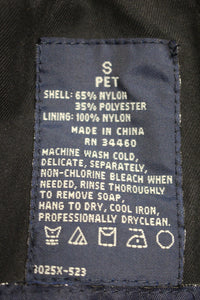 S
PET
SHELL: 65% NYLON
35% POLYESTER
LINING: 100% NYLON
MADE IN CHINA
RN 34460
MACHINE WASH COLD,
DELICATE, SEPARATELY,
NON-CHLORINE BLEACH WHEN
NEEDED, RINSE THOROUGHLY
TO REMOVE SOAP,
HANG TO DRY, COOL IRON,
PROFESSIONALLY DRYCLEAN.
3025X-523